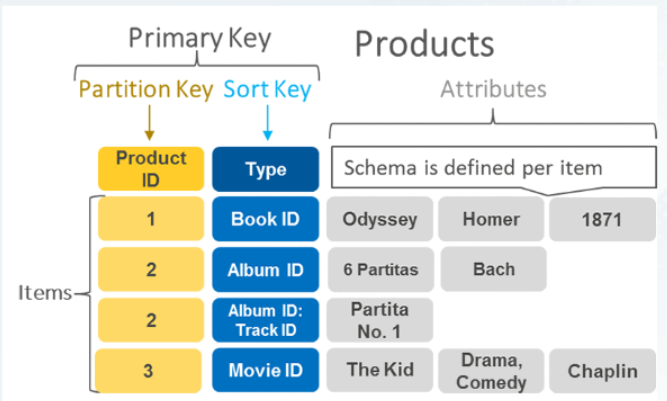 Primary Key
Products
Partition Key Sort Key
Attributes
Product
ID
Type
Schema is defined per item
Items
1
Book ID
Odyssey
Homer
1871
2
Album ID
6 Partitas
Bach
2
Album ID:
Track ID
Partita
No. 1
3
Movie ID
The Kid
Drama,
Comedy
Chaplin